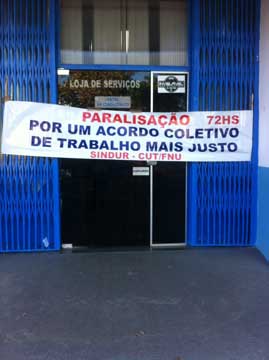 LOJA DE SERVIÇOS
PARALISAÇÃO 72HS
POR UM ACORDO COLETIVO
DE TRABALHO MAIS JUSTO
SINDUR - CUT/FNU